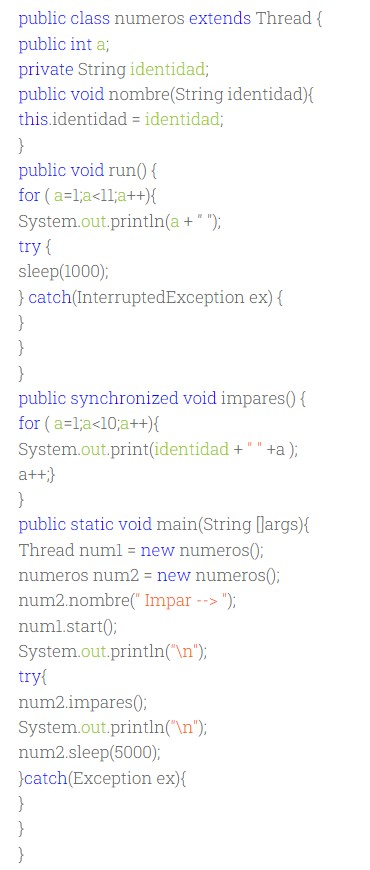 public class numeros extends Thread {
public int a;
private String identidad;
public void nombre(String identidad){
this.identidad = identidad;
}
public void run() {
for ( a=1;a<11;a++){
System.out.println(a + " ");
try {
sleep(1000);
} catch(InterruptedException ex) {
}
}
}
public synchronized void impares() {
for ( a=1;a<10;a++){
System.out.print(identidad + " " +a );
a++;}
}
public static void main(String []args){
Thread num1 = new numeros();
numeros num2 = new numeros();
num2.nombre(" Impar --> ");
num1.start();
System.out.println("\n");
try{
num2.impares();
System.out.println("\n");
num2.sleep(5000);
}catch(Exception ex){
}
}
}